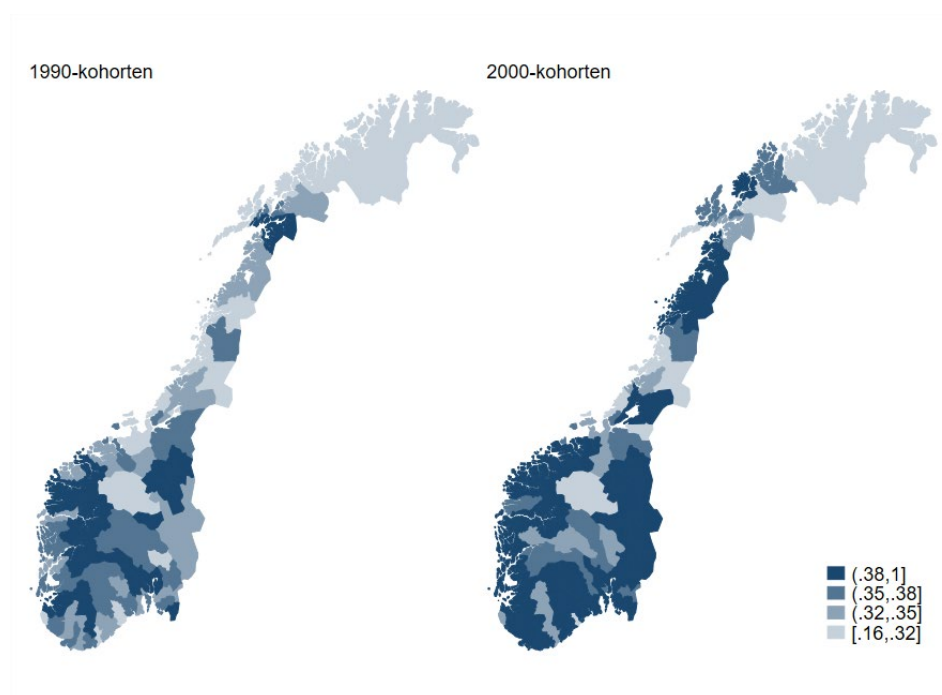 1990-kohorten
2000-kohorten
(.38,1]
(.35,.38]
(.32,.35]
[.16,.32]